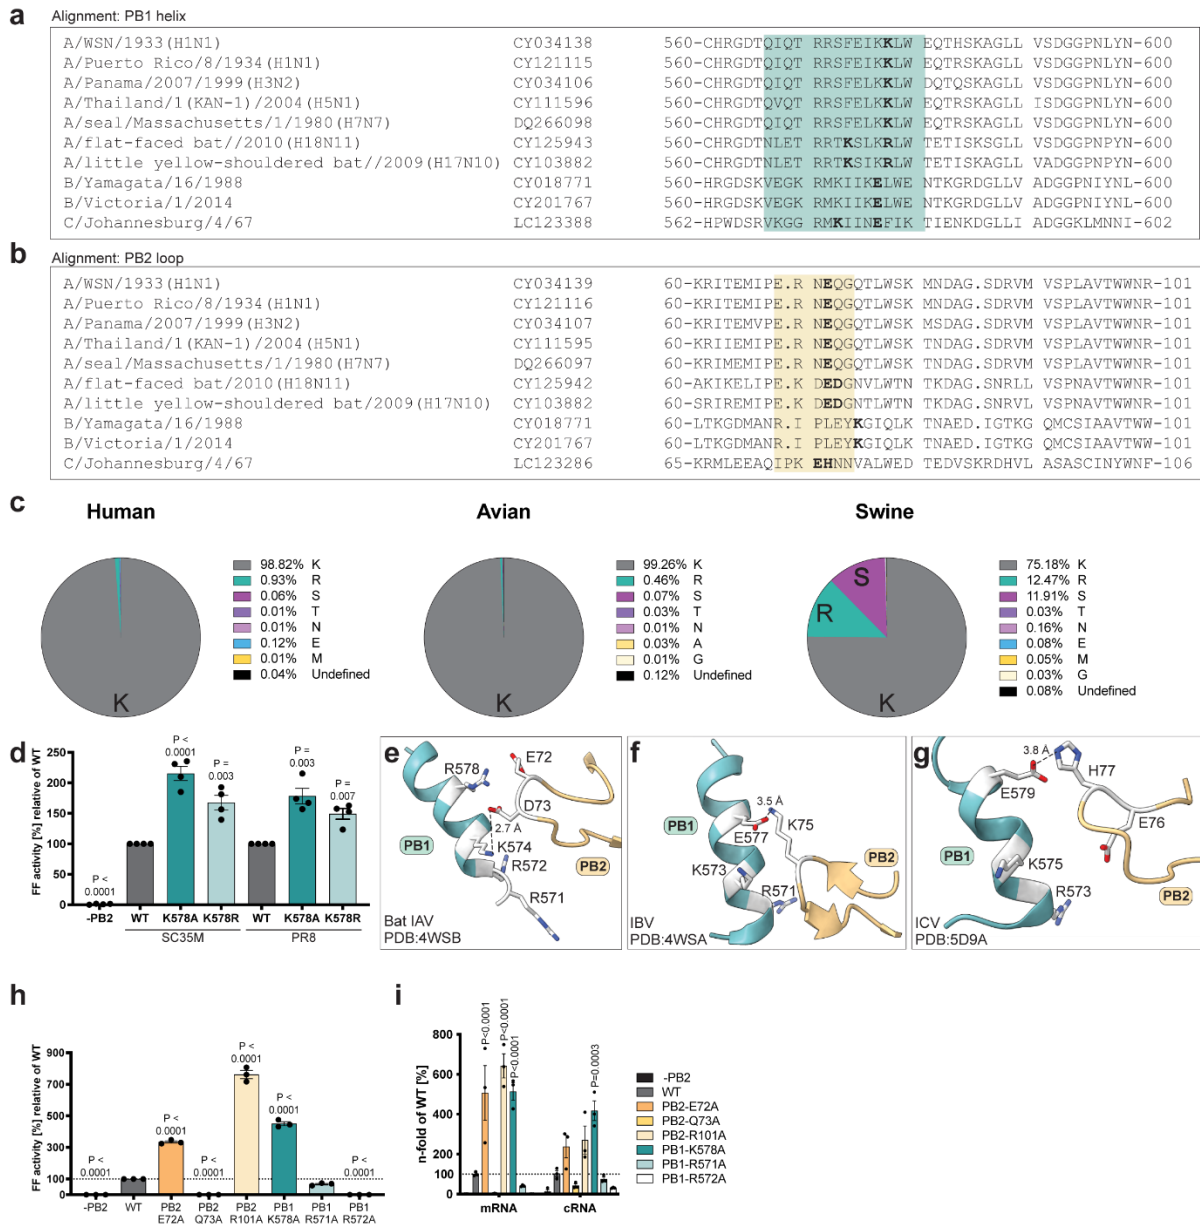 a
Alignment: PB1 helix
A/WSN/1933(H1N1) CY034138 560-CHRGDTQIQT RRSFEIKKLW EQTHSKAGLL VSDGGPNLYN-600
A/Puerto Rico/8/1934(H1N1) CY121115 560-CHRGDTQIQT RRSFEIKKLW EQTRSKAGLL VSDGGPNLYN-600
A/Panama/2007/1999(H3N2) CY034106 560-CHRGDTQIQT RRSFELKKLW DQTQSKAGLL VSDGGPNLYN-600
A/Thailand/1(KAN-1)/2004(H5N1) CY111596 560-CHRGDTQVQT RRSFELKKLW EQTRSKAGLL ISDGGPNLYN-600
A/seal/Massachusetts/1/1980(H7N7) DQ266098 560-CHRGDTQIQT RRSFELKKLW EQTRSKAGLL VSDGGPNLYN-600
A/flat-faced bat//2010(H18N11) CY125943 560-CHRGDTNLET RRTKSLKRLW TETISKAGLL VSDGGPNLYN-600
A/little yellow-shouldered bat//2009(H17N10) CY103882 560-CHRGDTNLET RRTKSIKRLW TETISKAGLL VADGGPNLYN-600
B/Yamagata/16/1988 CY018771 560-HRGDSKVEGK RMKIIKELWE NTKGRDGLLV ADGGPNIYNL-600
B/Victoria/1/2014 CY201767 560-HRGDSKVEGK RMKIIKELWE NTKGRDGLLV ADGGPNIYNL-600
C/Johannesburg/4/67 LC123388 562-HPWDSRVKGG RMKIINEFIK TIENKDGLLI ADGGKLMNNI-602
b
Alignment: PB2 loop
A/WSN/1933(H1N1) CY034139 60-KRITEMIPE.R NEQGQTLWSK MNDAG.SDRVM VSPLAVTWWNR-101
A/Puerto Rico/8/1934(H1N1) CY121116 60-KRITEMIPE.R NEQGQTLWSK MNDAG.SDRVM VSPLAVTWWNR-101
A/Panama/2007/1999(H3N2) CY034107 60-KRITEMVPE.R NEQGQTLWSK MSDAG.SDRVM VSPLAVTWWNR-101
A/Thailand/1(KAN-1)/2004(H5N1) CY111595 60-KRIIEMIPE.R NEQGQTLWSK TNDAG.SDRVM VSPLAVTWWNR-101
A/seal/Massachusetts/1/1980(H7N7) DQ266097 60-KRIMEMIPE.R NEQGQTLWSK TNDAG.SDRVM VSPLAVTWWNR-101
A/flat-faced bat/2010(H18N11) CY125942 60-AKIKELIPE.K DEDGNVLWTN TKDAG.SNRLL VSPNAVTWWNR-101
A/little yellow-shouldered bat/2009(H17N10) CY103882 60-SRIREMIPE.K DEDGNTLWTN TKDAG.SNRVL VSPNAVTWWNR-101
B/Yamagata/16/1988 CY018771 60-LTKGDMANR.I PLEYKGIQLK TNAED.IGTKG QMCSIAAVTWW-101
B/Victoria/1/2014 CY201767 60-LTKGDMANR.I PLEYKGIQLK TNAED.IGTKG QMCSIAAVTWW-101
C/Johannesburg/4/67 LC123286 65-KRMLEEAQIPK EHNNVALWED TEDVSKRDHVL ASASCINYWNF-106
c
Human
98.82% K
0.93% R
0.06% S
0.01% T
0.01% N
0.12% E
0.01% M
0.04% Undefined
K
Avian
99.26% K
0.46% R
0.07% S
0.03% T
0.01% N
0.03% A
0.01% G
0.12% Undefined
K
Swine
75.18% K
12.47% R
11.91% S
0.03% T
0.16% N
0.08% E
0.05% M
0.03% G
0.08% Undefined
S
R
K
d
FF activity [%] relative of WT
250
200
150
100
50
0
P < 0.0001
P < 0.0001
P = 0.003
P = 0.003
P = 0.007
-PB2 WT K578A K578R WT K578A K578R
SC35M PR8
e
R578
E72
D73
2.7 Å
PB1
K574
R572
PB2
R571
Bat IAV
PDB:4WSB
f
3.5 Å
K75
PB1
E577
PB2
K573
R571
IBV
PDB:4WSA
g
3.8 Å
H77
E579
E76
PB1
K575
R573
PB2
ICV
PDB:5D9A
h
FF activity [%] relative of WT
900
700
500
300
100
0
P < 0.0001
P < 0.0001
P < 0.0001
P < 0.0001
P < 0.0001
P < 0.0001
-PB2 WT PB2 E72A PB2 Q73A PB2 R101A PB1 K578A PB1 R571A PB1 R572A
i
n-fold of WT [%]
800
600
400
200
100
0
P<0.0001
P<0.0001
P<0.0001
P=0.0003
mRNA cRNA
-PB2
WT
PB2-E72A
PB2-Q73A
PB2-R101A
PB1-K578A
PB1-R571A
PB1-R572A